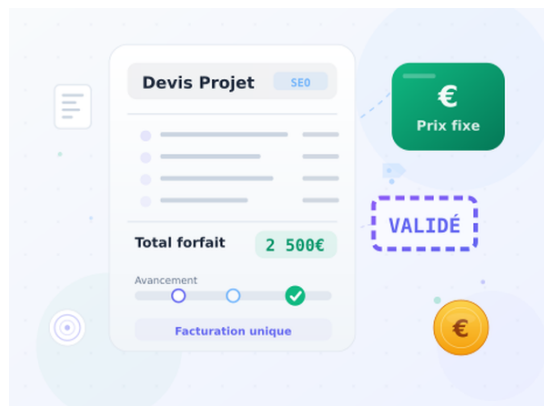 Devis Projet
SEO
€
Prix fixe
VALIDÉ
Total forfait
2 500€
Avancement
Facturation unique
€